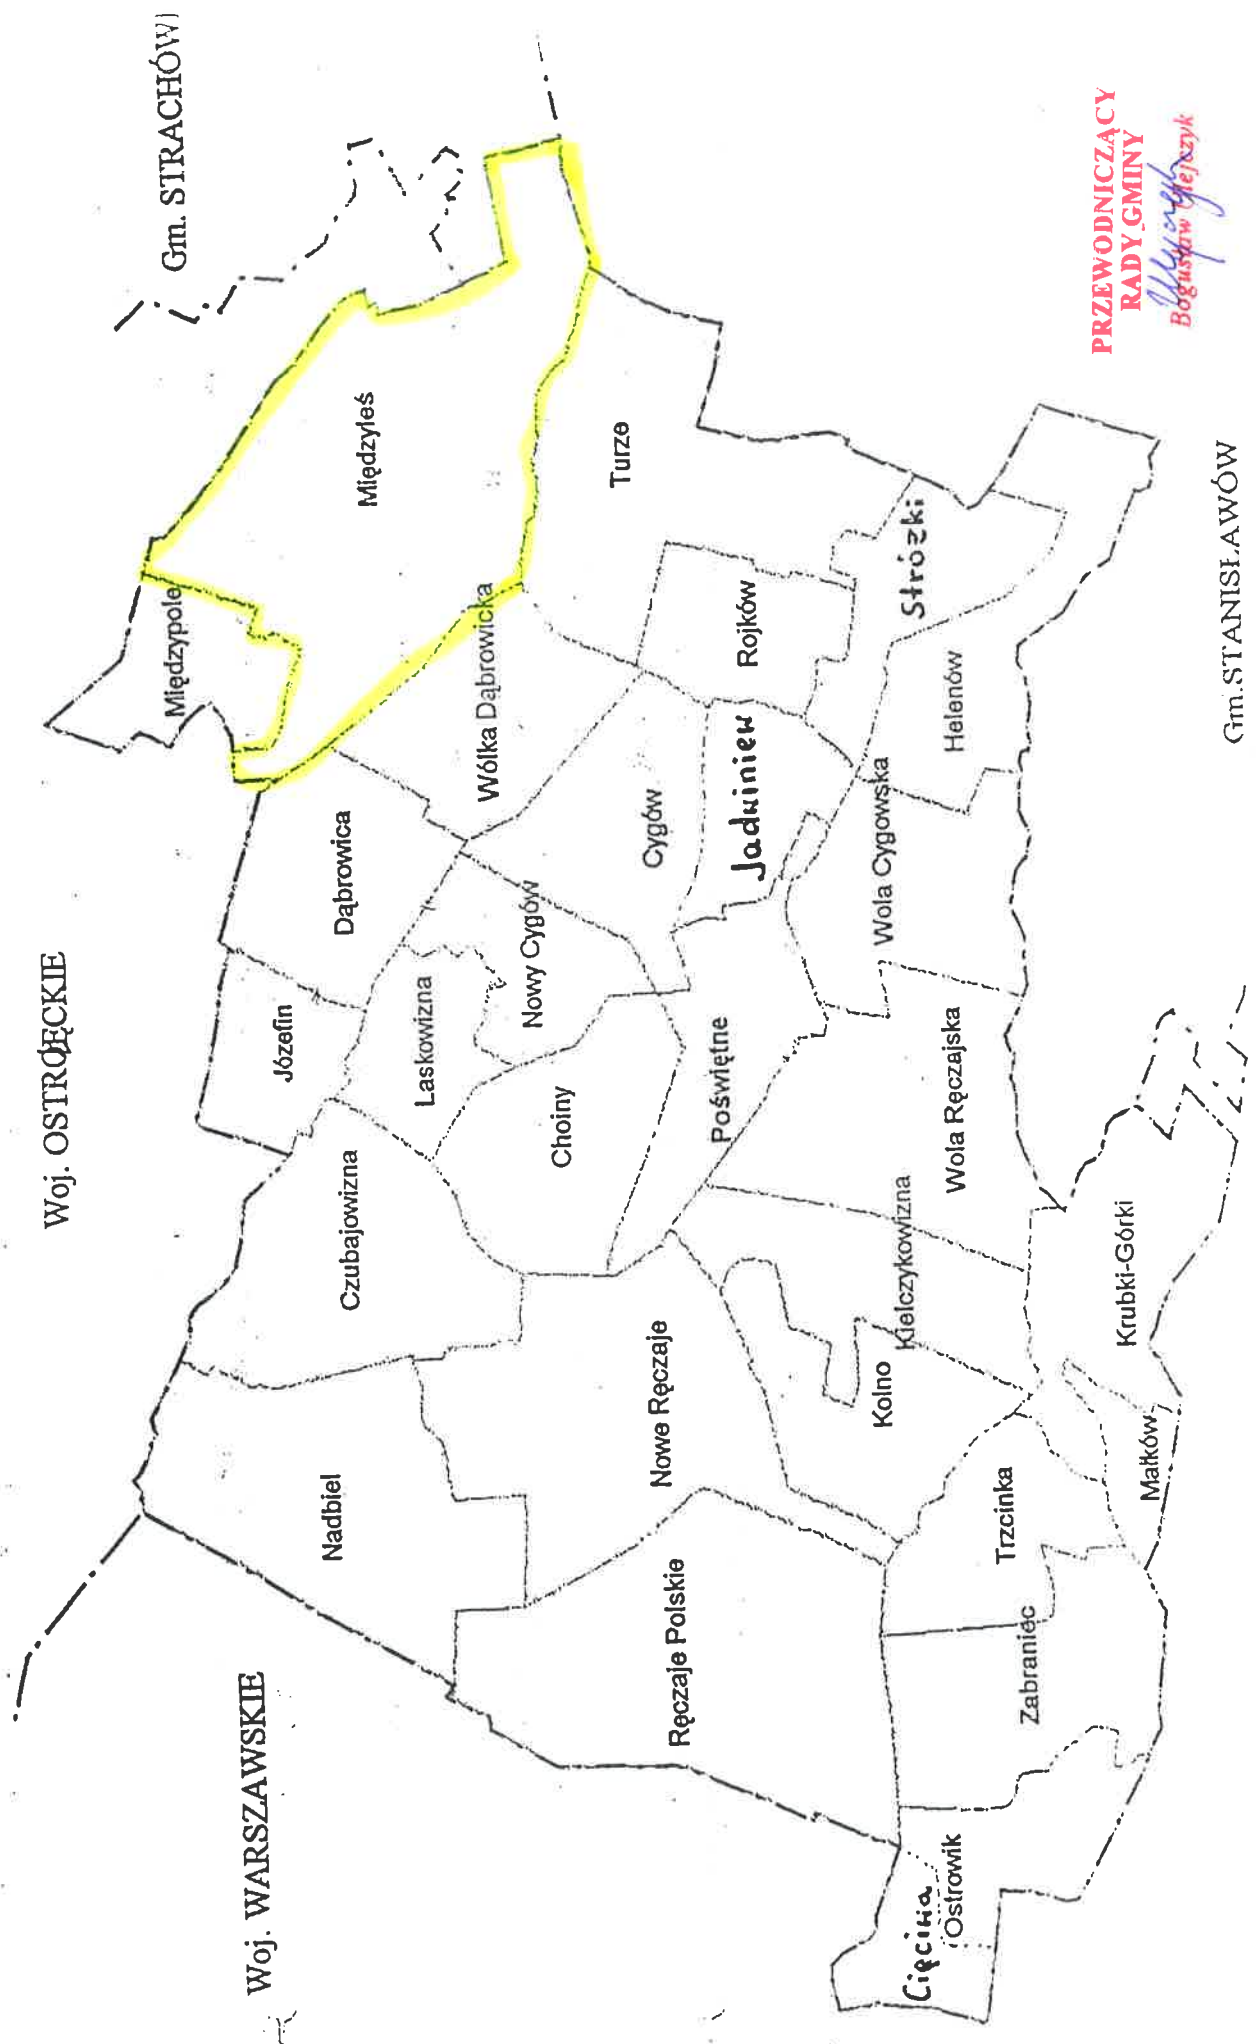 Woj. OSTROŁĘCKIE
Woj. WARSZAWSKIE
Gm. STRACHÓW
Gm.STANISŁAWÓW
Międzypole
Międzyleś
Józefin
Dąbrowica
Wólka Dąbrowicka
Turze
Nadbiel
Czubajowizna
Laskowizna
Nowy Cygów
Choiny
Cygów
Rojków
Jadwiniew
Stróżki
Ręczaje Polskie
Nowe Ręczaje
Poświętne
Wola Cygowska
Helenów
Kolno
Kielczykowizna
Wola Ręczajska
Cięciwa
Ostrowik
Zabraniec
Trzcinka
Małków
Krubki-Górki
PRZEWODNICZĄCY
RADY GMINY
Bogusław